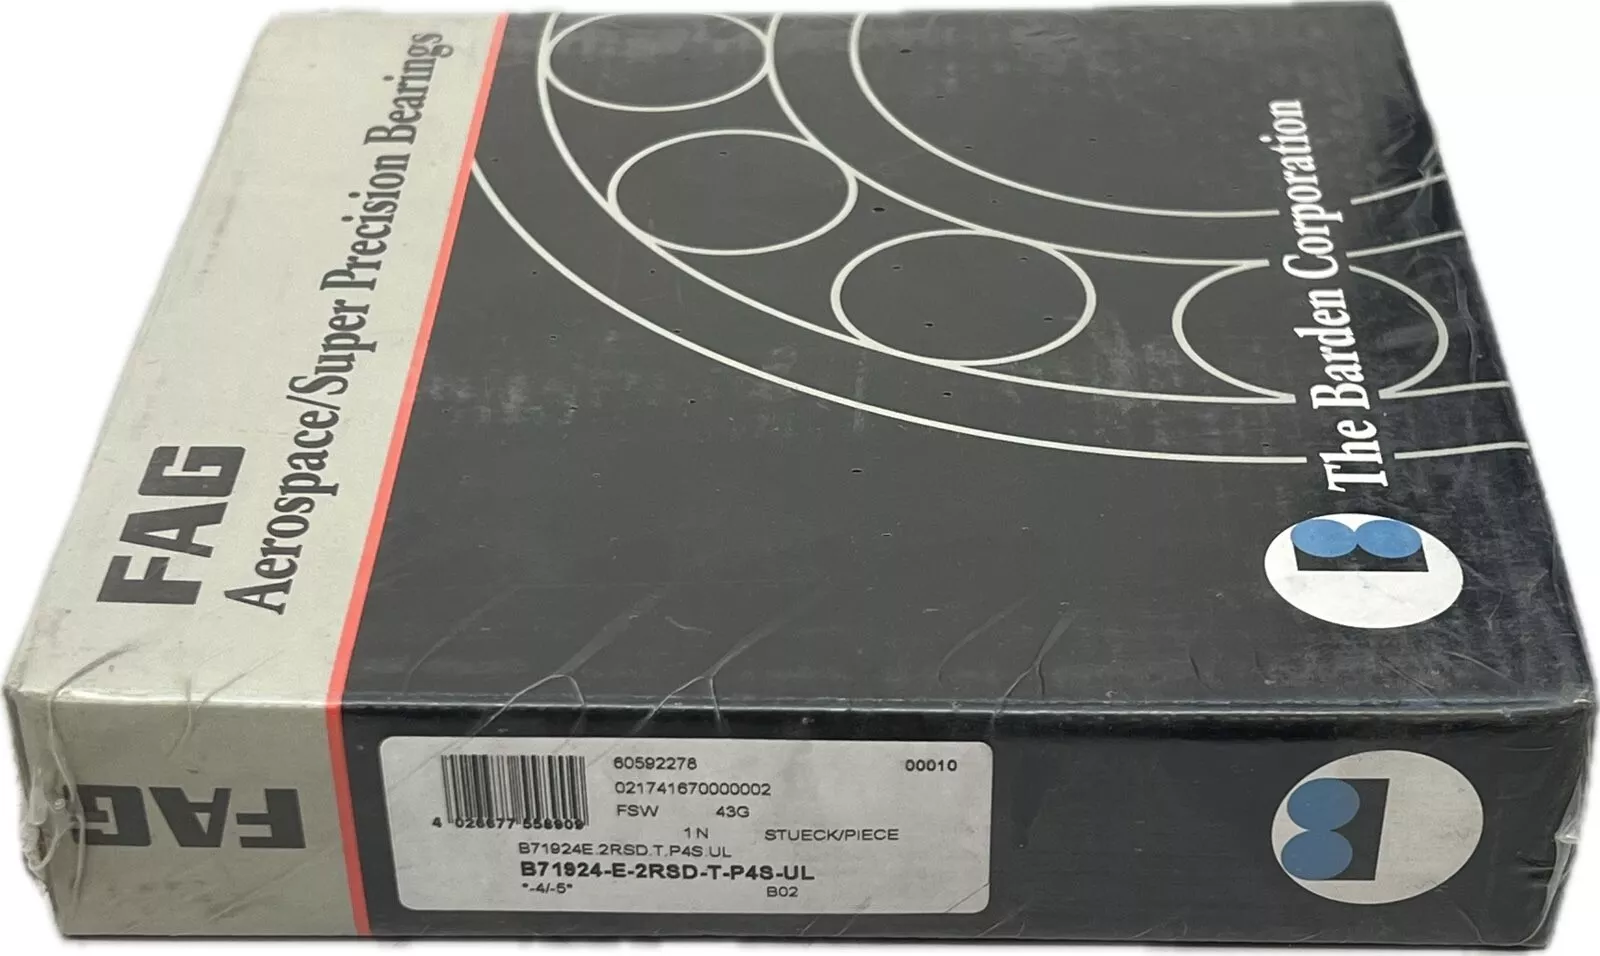 FAG
Aerospace/Super Precision Bearings
The Barden Corporation
FAG
60592278 00010
021741670000002
FSW 43G
4 026677 558909
1 N STUECK/PIECE
B71924E.2RSD.T.P4S.UL
B71924-E-2RSD-T-P4S-UL
"-4/-5" B02